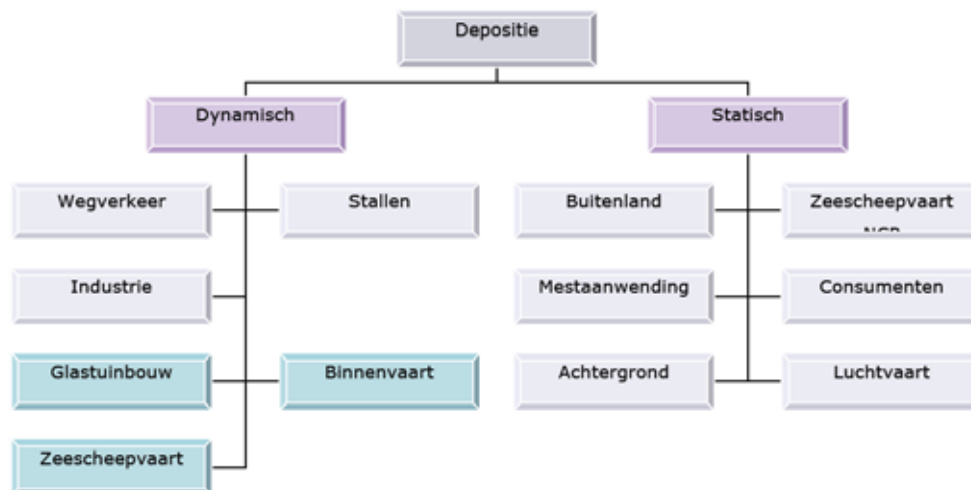 Depositie
Dynamisch
Statisch
Wegverkeer
Stallen
Buitenland
Zeescheepvaart
Industrie
Mestaanwending
Consumenten
Glastuinbouw
Binnenvaart
Achtergrond
Luchtvaart
Zeescheepvaart